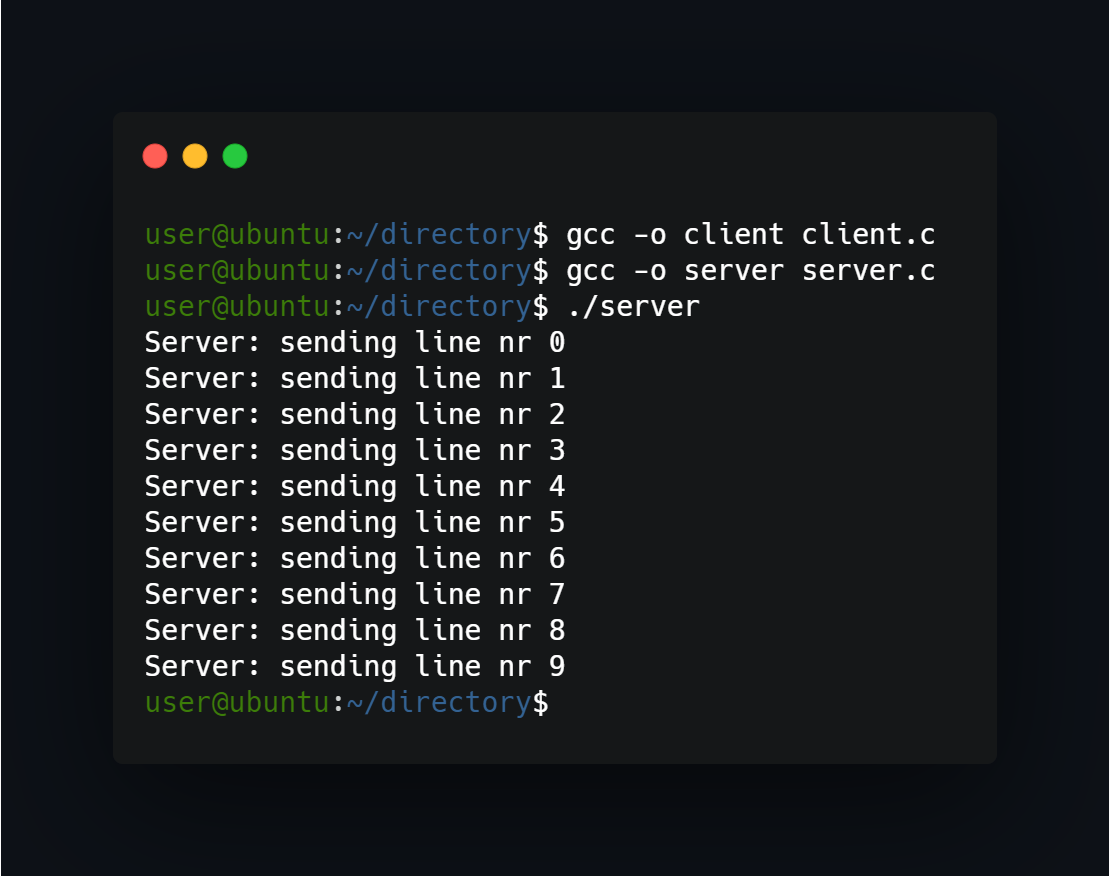 user@ubuntu:~/directory$ gcc -o client client.c
user@ubuntu:~/directory$ gcc -o server server.c
user@ubuntu:~/directory$ ./server
Server: sending line nr 0
Server: sending line nr 1
Server: sending line nr 2
Server: sending line nr 3
Server: sending line nr 4
Server: sending line nr 5
Server: sending line nr 6
Server: sending line nr 7
Server: sending line nr 8
Server: sending line nr 9
user@ubuntu:~/directory$